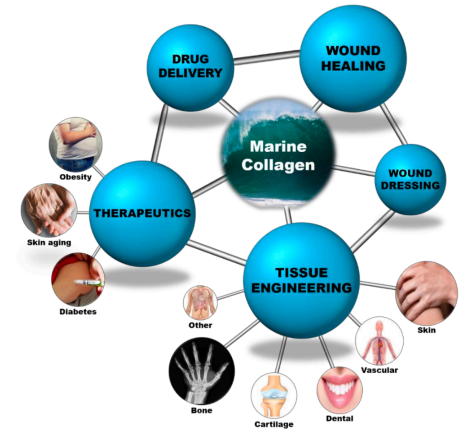 DRUG
DELIVERY
WOUND
HEALING
Marine
Collagen
WOUND
DRESSING
Obesity
THERAPEUTICS
Skin aging
Diabetes
TISSUE
ENGINEERING
Other
Skin
Vascular
Bone
Dental
Cartilage